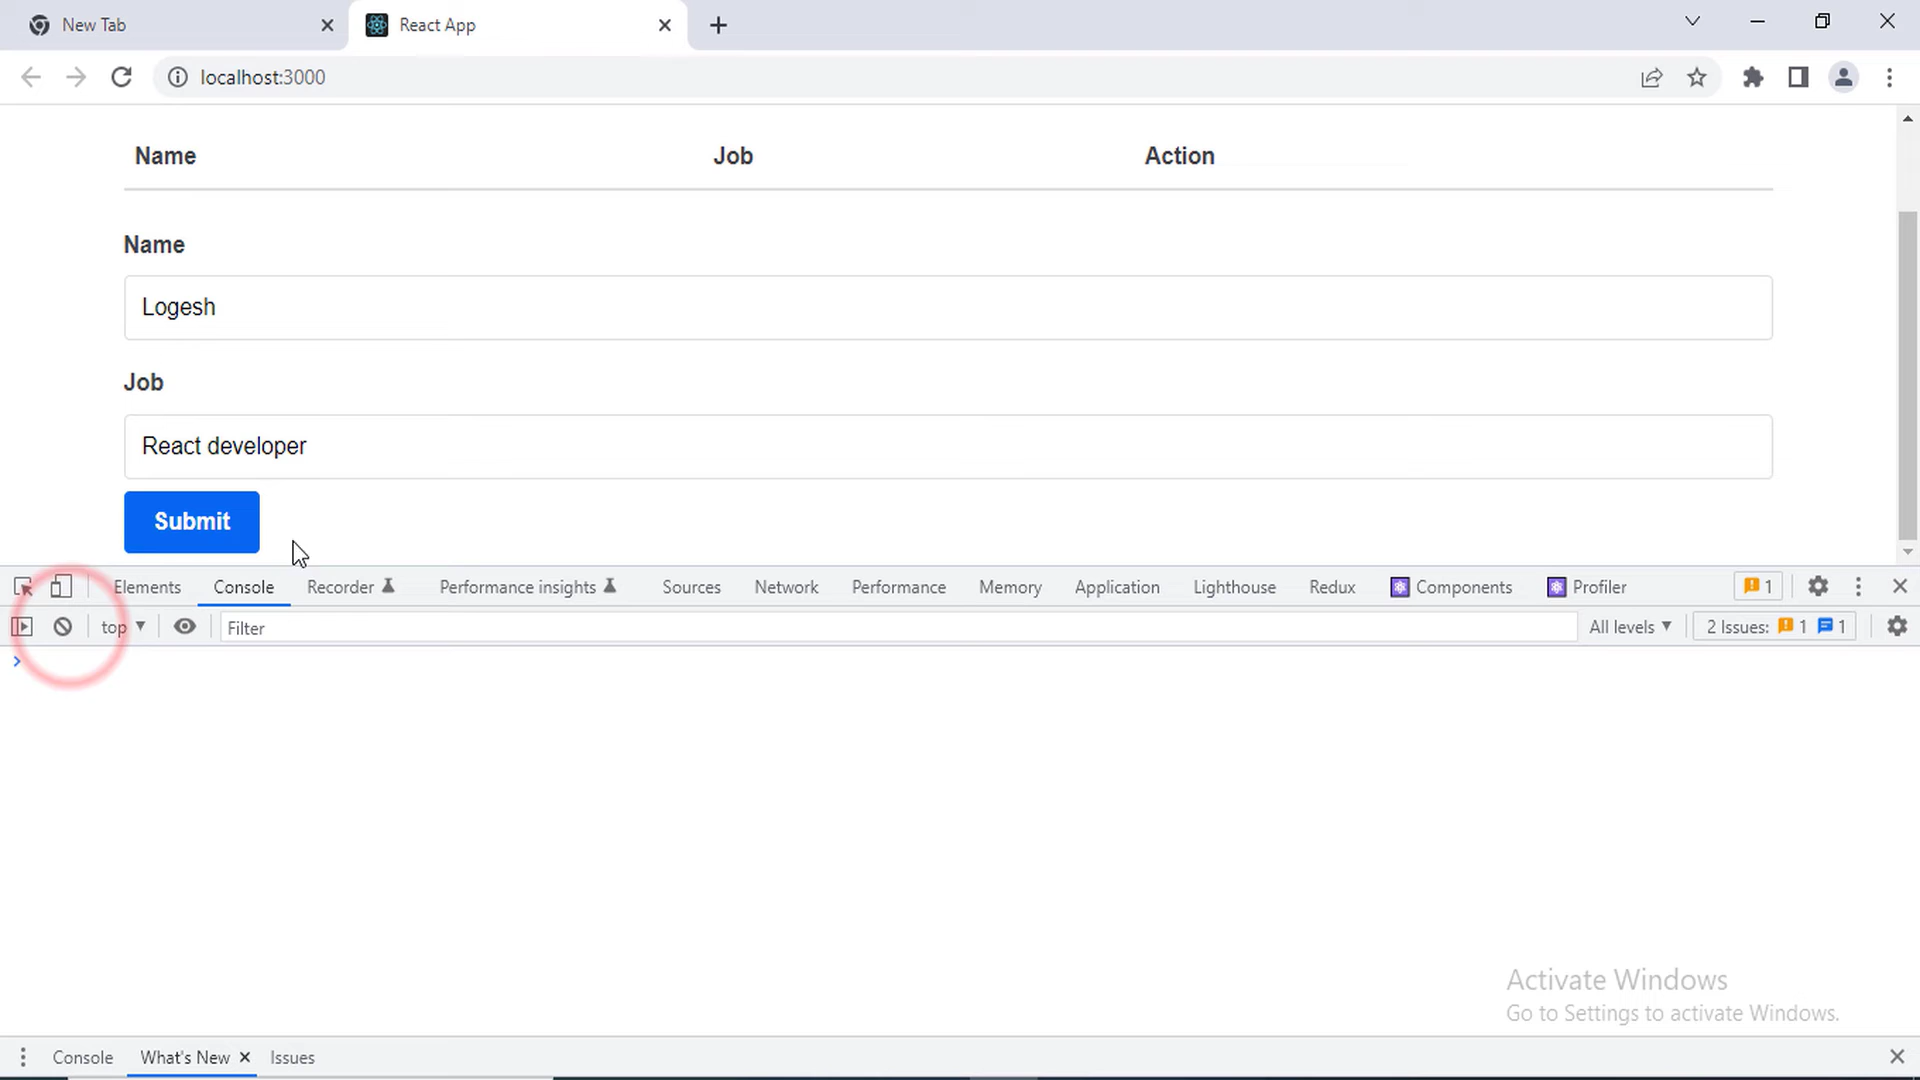 New Tab
React App
localhost:3000
Name Job Action
Name
Logesh
Job
React developer
Submit
Elements Console Recorder Performance insights Sources Network Performance Memory Application Lighthouse Redux Components Profiler 1
top Filter All levels 2 Issues: 1 1
Activate Windows
Go to Settings to activate Windows.
Console What's New Issues